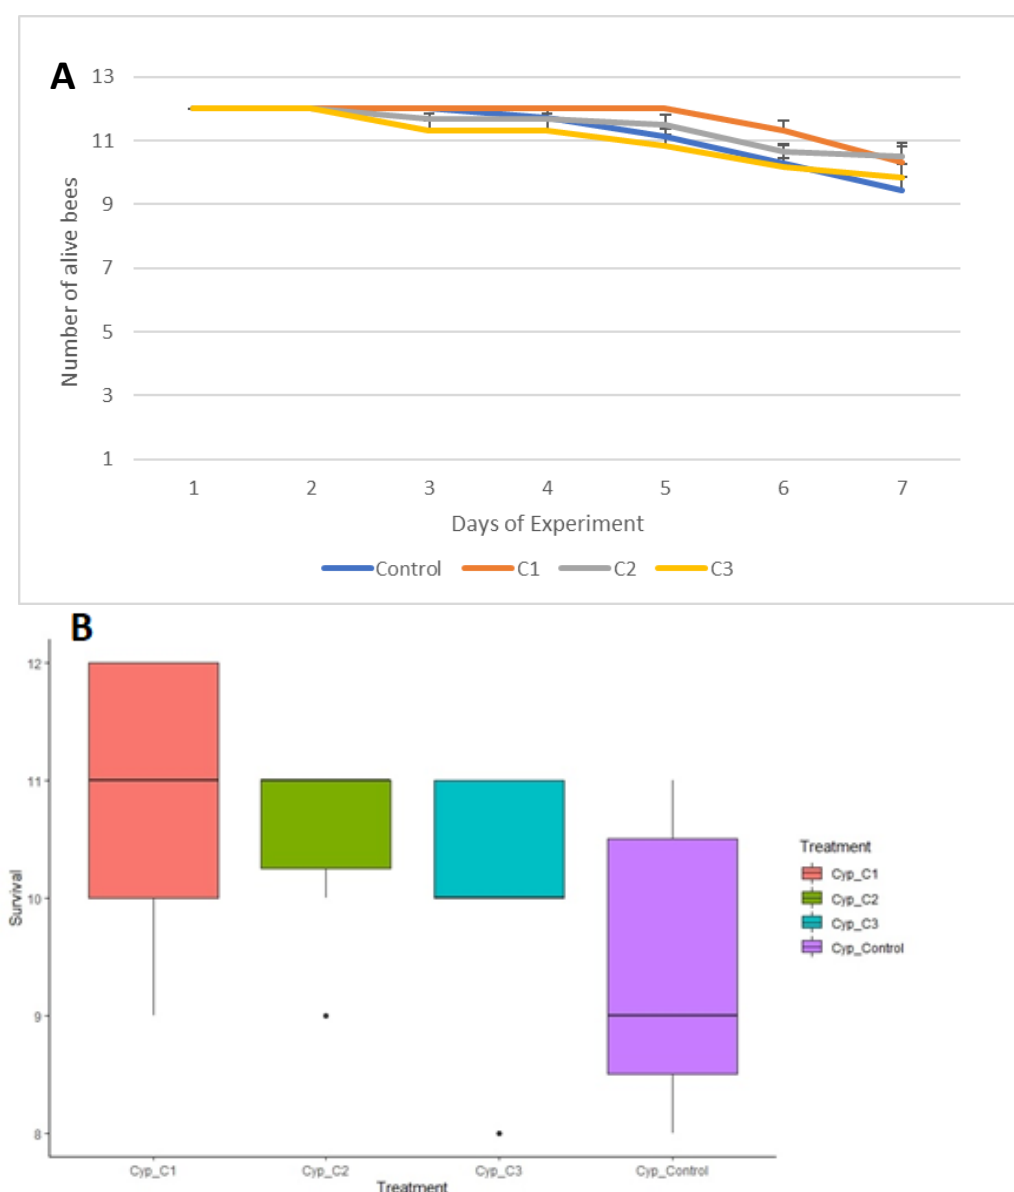 A
13
11
9
7
5
3
1
Number of alive bees
1 2 3 4 5 6 7
Days of Experiment
Control C1 C2 C3
B
12
11
10
9
8
Survival
Cyp_C1 Cyp_C2 Cyp_C3 Cyp_Control
Treatment
Treatment
Cyp_C1
Cyp_C2
Cyp_C3
Cyp_Control